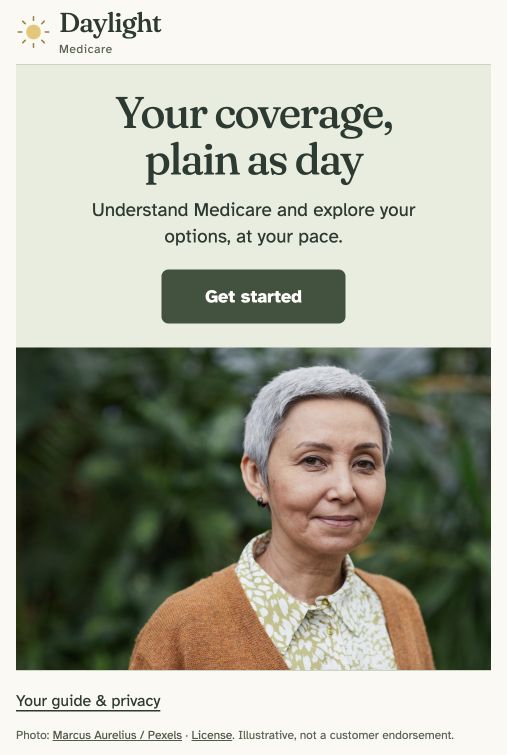 Daylight
Medicare
Your coverage,
plain as day
Understand Medicare and explore your
options, at your pace.
Get started
Your guide & privacy
Photo: Marcus Aurelius / Pexels · License. Illustrative, not a customer endorsement.